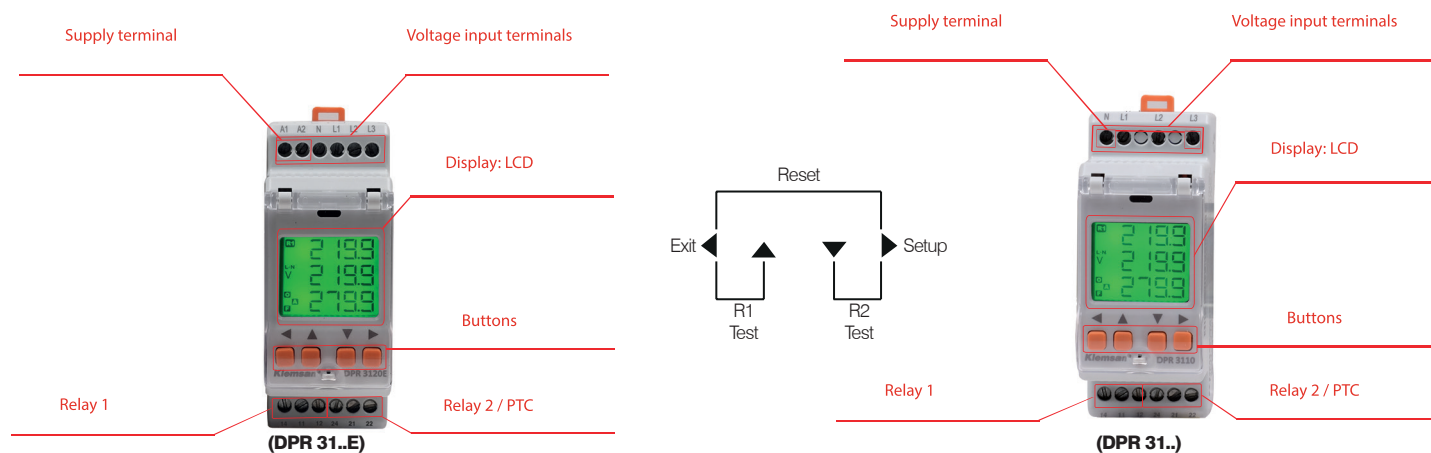 Supply terminal
Voltage input terminals
A1 A2 N L1 L2 L3
Display: LCD
219.9
L-N
V
219.9
279.9
Buttons
Klemsan DPR 3120E
Relay 1
Relay 2 / PTC
21 22
(DPR 31..E)
Reset
Exit
Setup
R1
Test
R2
Test
Supply terminal
Voltage input terminals
N L1 L2 L3
Display: LCD
219.9
L-N
V
219.9
279.9
Buttons
Klemsan DPR 3110
Relay 1
Relay 2 / PTC
(DPR 31..)